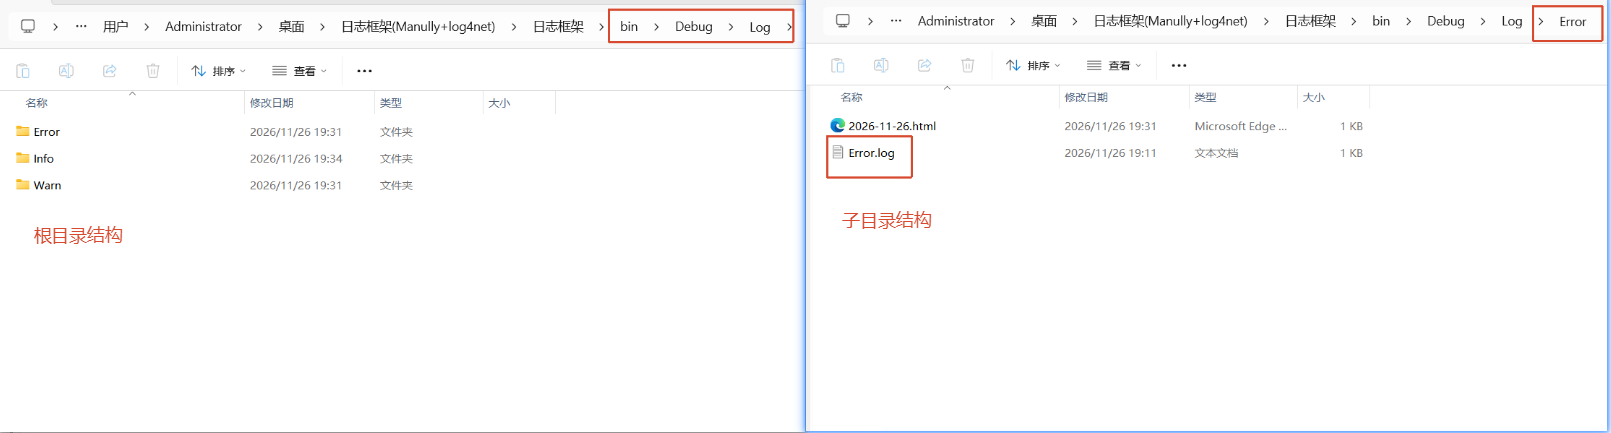 用户 Administrator 桌面 日志框架(Manully+log4net) 日志框架 bin Debug Log
排序 查看
名称 修改日期 类型 大小
Error 2026/11/26 19:31 文件夹
Info 2026/11/26 19:34 文件夹
Warn 2026/11/26 19:31 文件夹
根目录结构
Administrator 桌面 日志框架(Manully+log4net) 日志框架 bin Debug Log Error
排序 查看
名称 修改日期 类型 大小
2026-11-26.html 2026/11/26 19:31 Microsoft Edge ... 1 KB
Error.log 2026/11/26 19:11 文本文档 1 KB
子目录结构